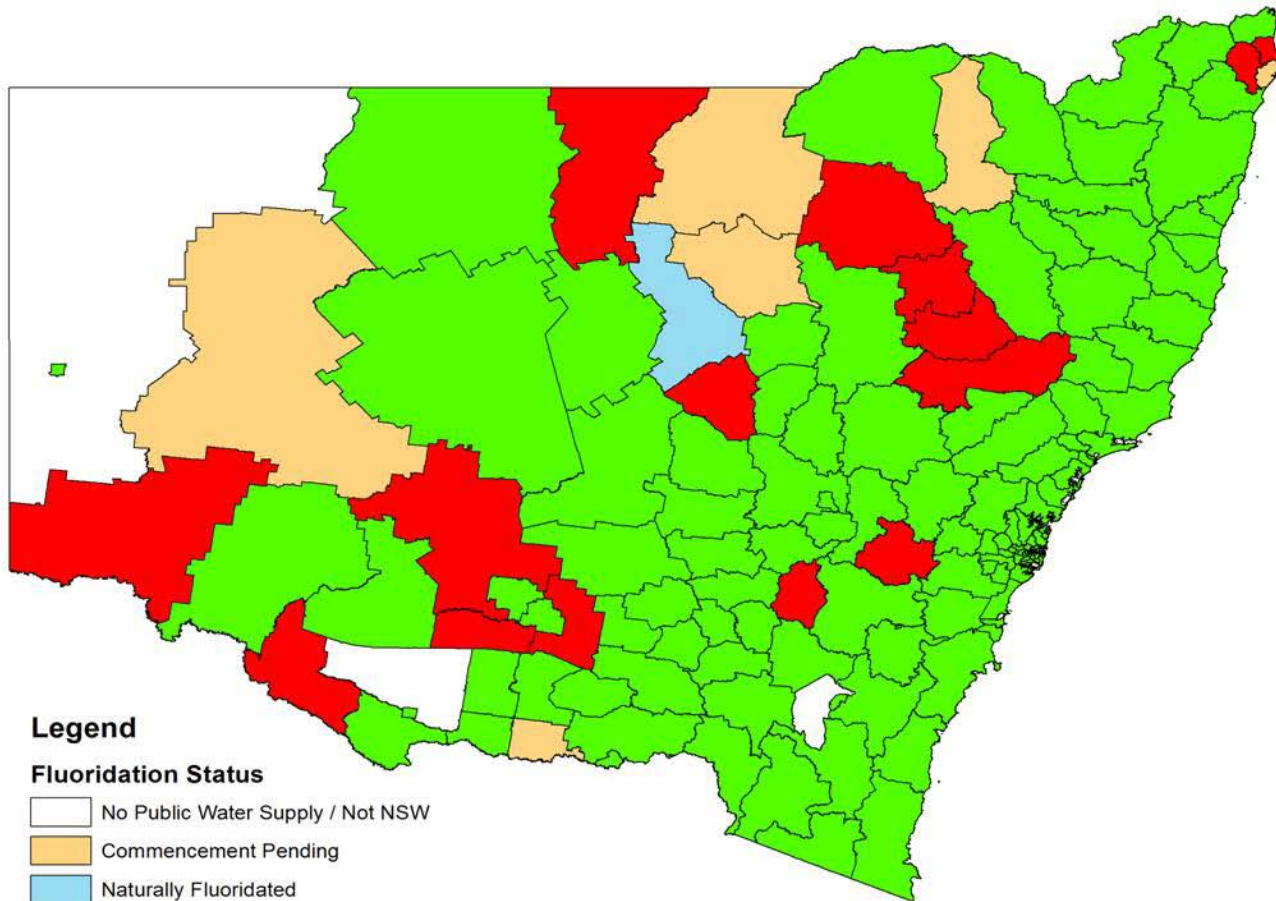 Legend
Fluoridation Status
No Public Water Supply / Not NSW
Commencement Pending
Naturally Fluoridated